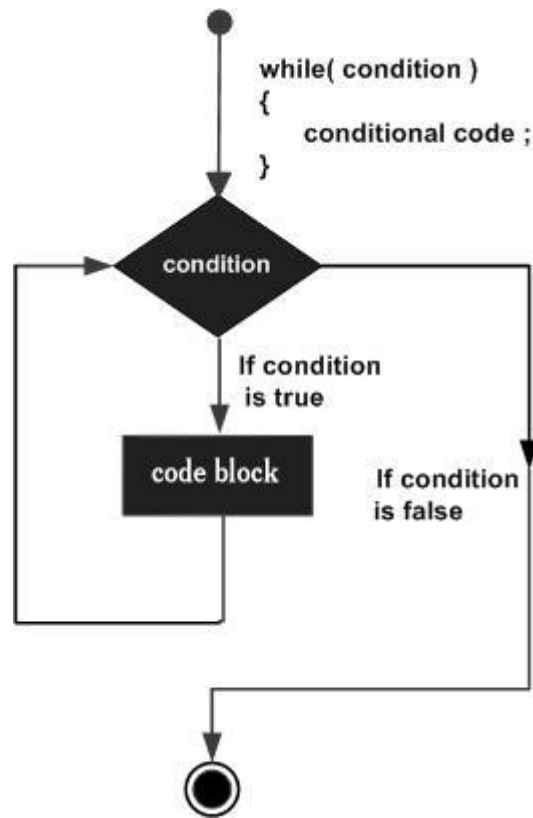 while( condition )
{
conditional code ;
}
condition
If condition
is true
code block
If condition
is false